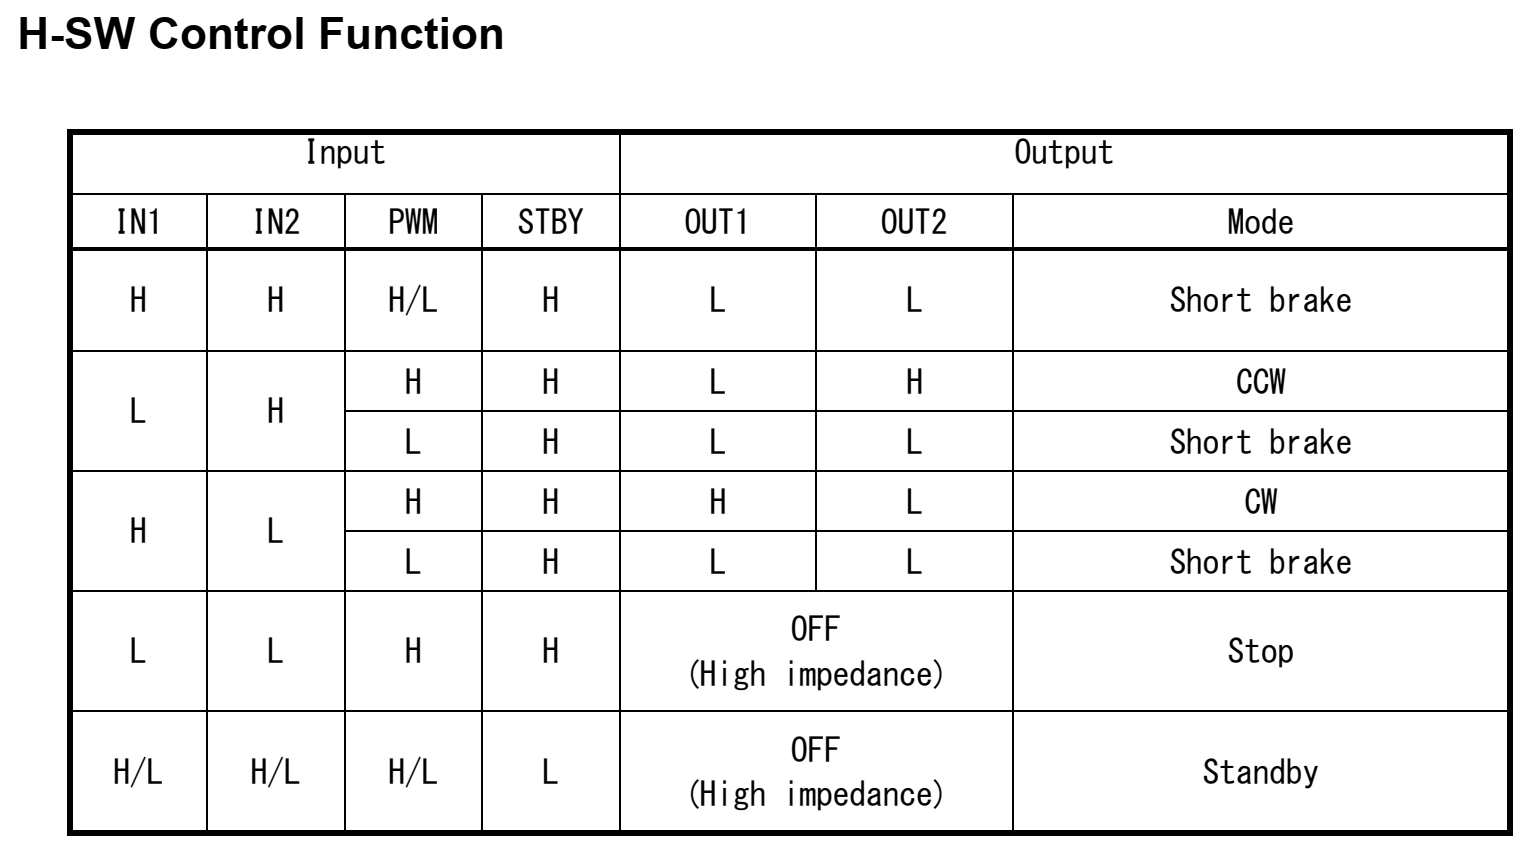 H-SW Control Function
Input Output
IN1 IN2 PWM STBY OUT1 OUT2 Mode
H H H/L H L L Short brake
L H H H L H CCW
L H L L Short brake
H L H H H L CW
L H L L Short brake
L L H H OFF
(High impedance) Stop
H/L H/L H/L L OFF
(High impedance) Standby